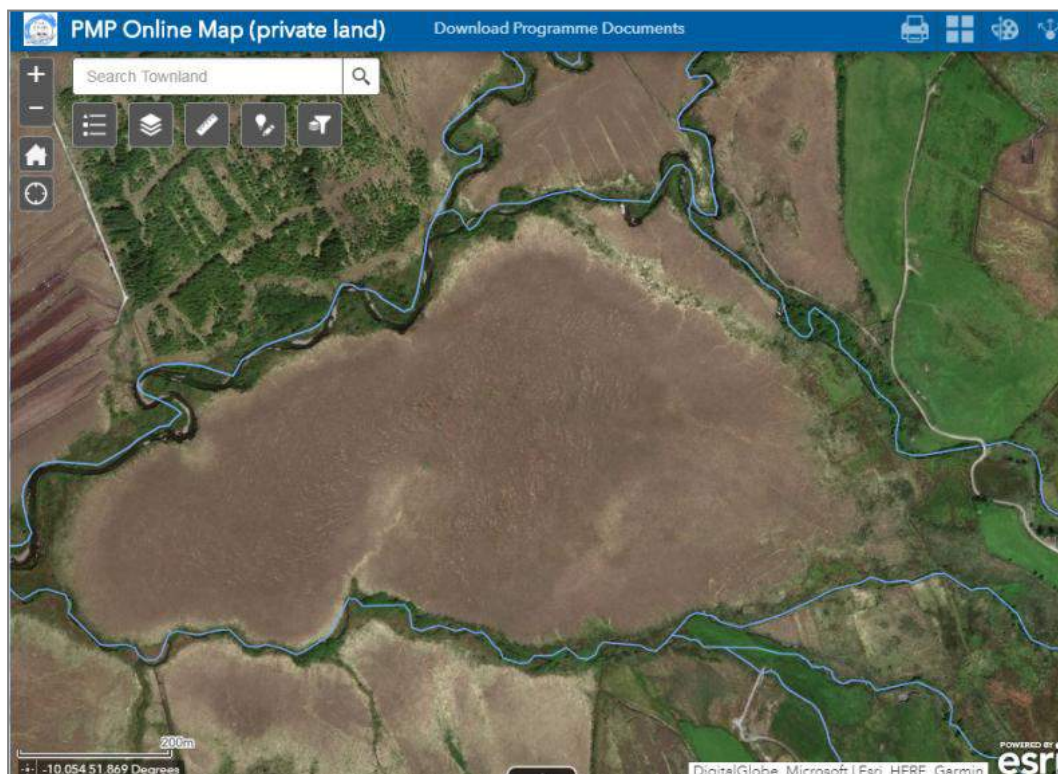 PMP Online Map (private land)
Download Programme Documents
+
Search Townland
−
200m
-10.054 51.869 Degrees
POWERED BY
esri
DigitalGlobe, Microsoft | Esri, HERE, Garmin